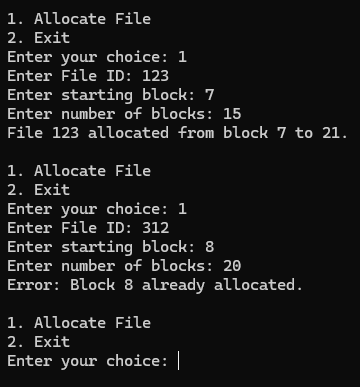 1. Allocate File
2. Exit
Enter your choice: 1
Enter File ID: 123
Enter starting block: 7
Enter number of blocks: 15
File 123 allocated from block 7 to 21.
1. Allocate File
2. Exit
Enter your choice: 1
Enter File ID: 312
Enter starting block: 8
Enter number of blocks: 20
Error: Block 8 already allocated.
1. Allocate File
2. Exit
Enter your choice: